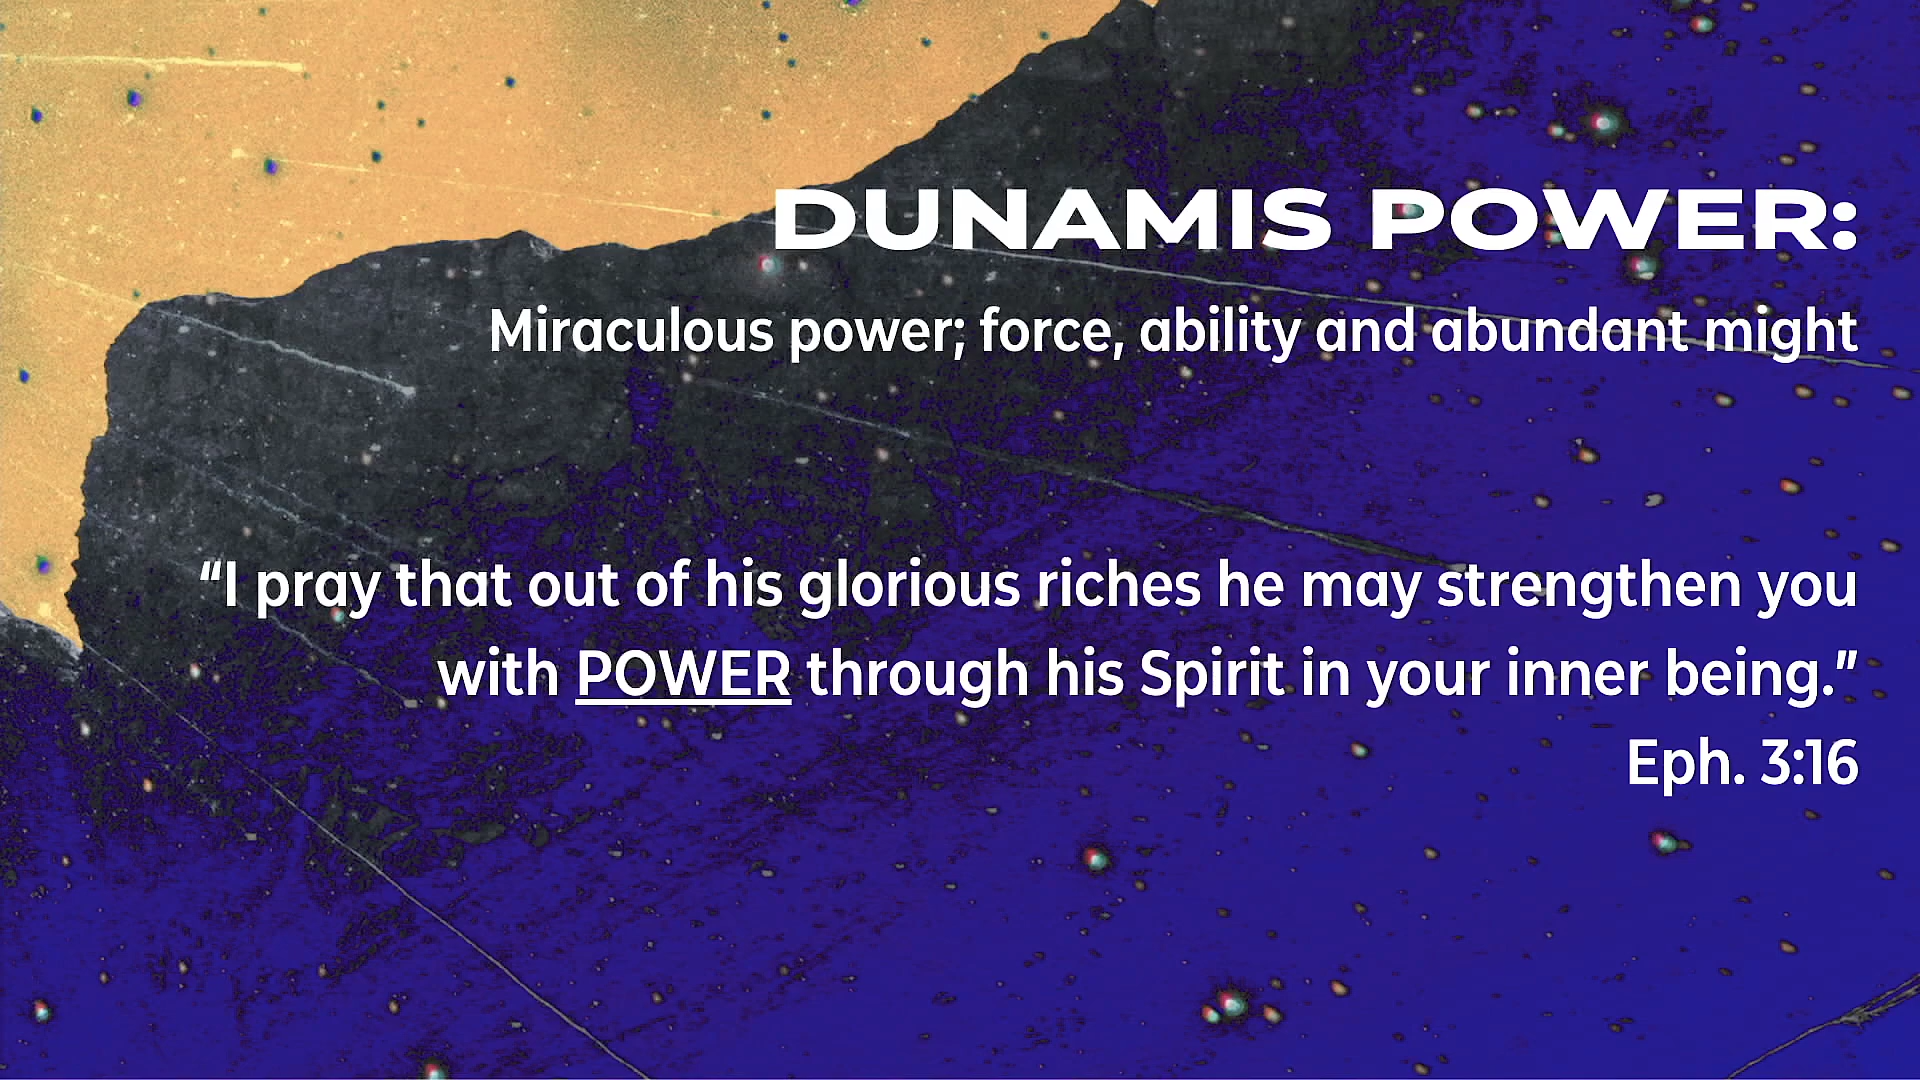 DUNAMIS POWER:
Miraculous power; force, ability and abundant might
“I pray that out of his glorious riches he may strengthen you
with POWER through his Spirit in your inner being.”
Eph. 3:16